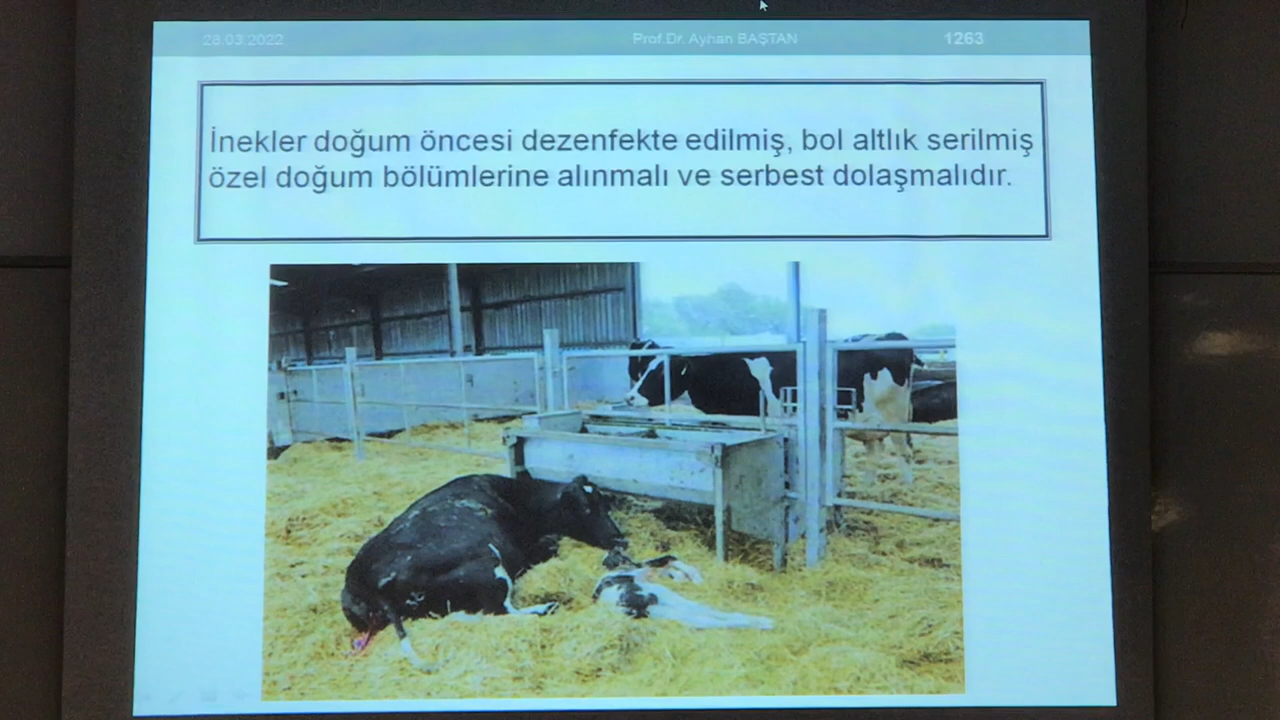 28.03.2022 Prof.Dr. Ayhan BAŞTAN 1263
İnekler doğum öncesi dezenfekte edilmiş, bol altlık serilmiş
özel doğum bölümlerine alınmalı ve serbest dolaşmalıdır.